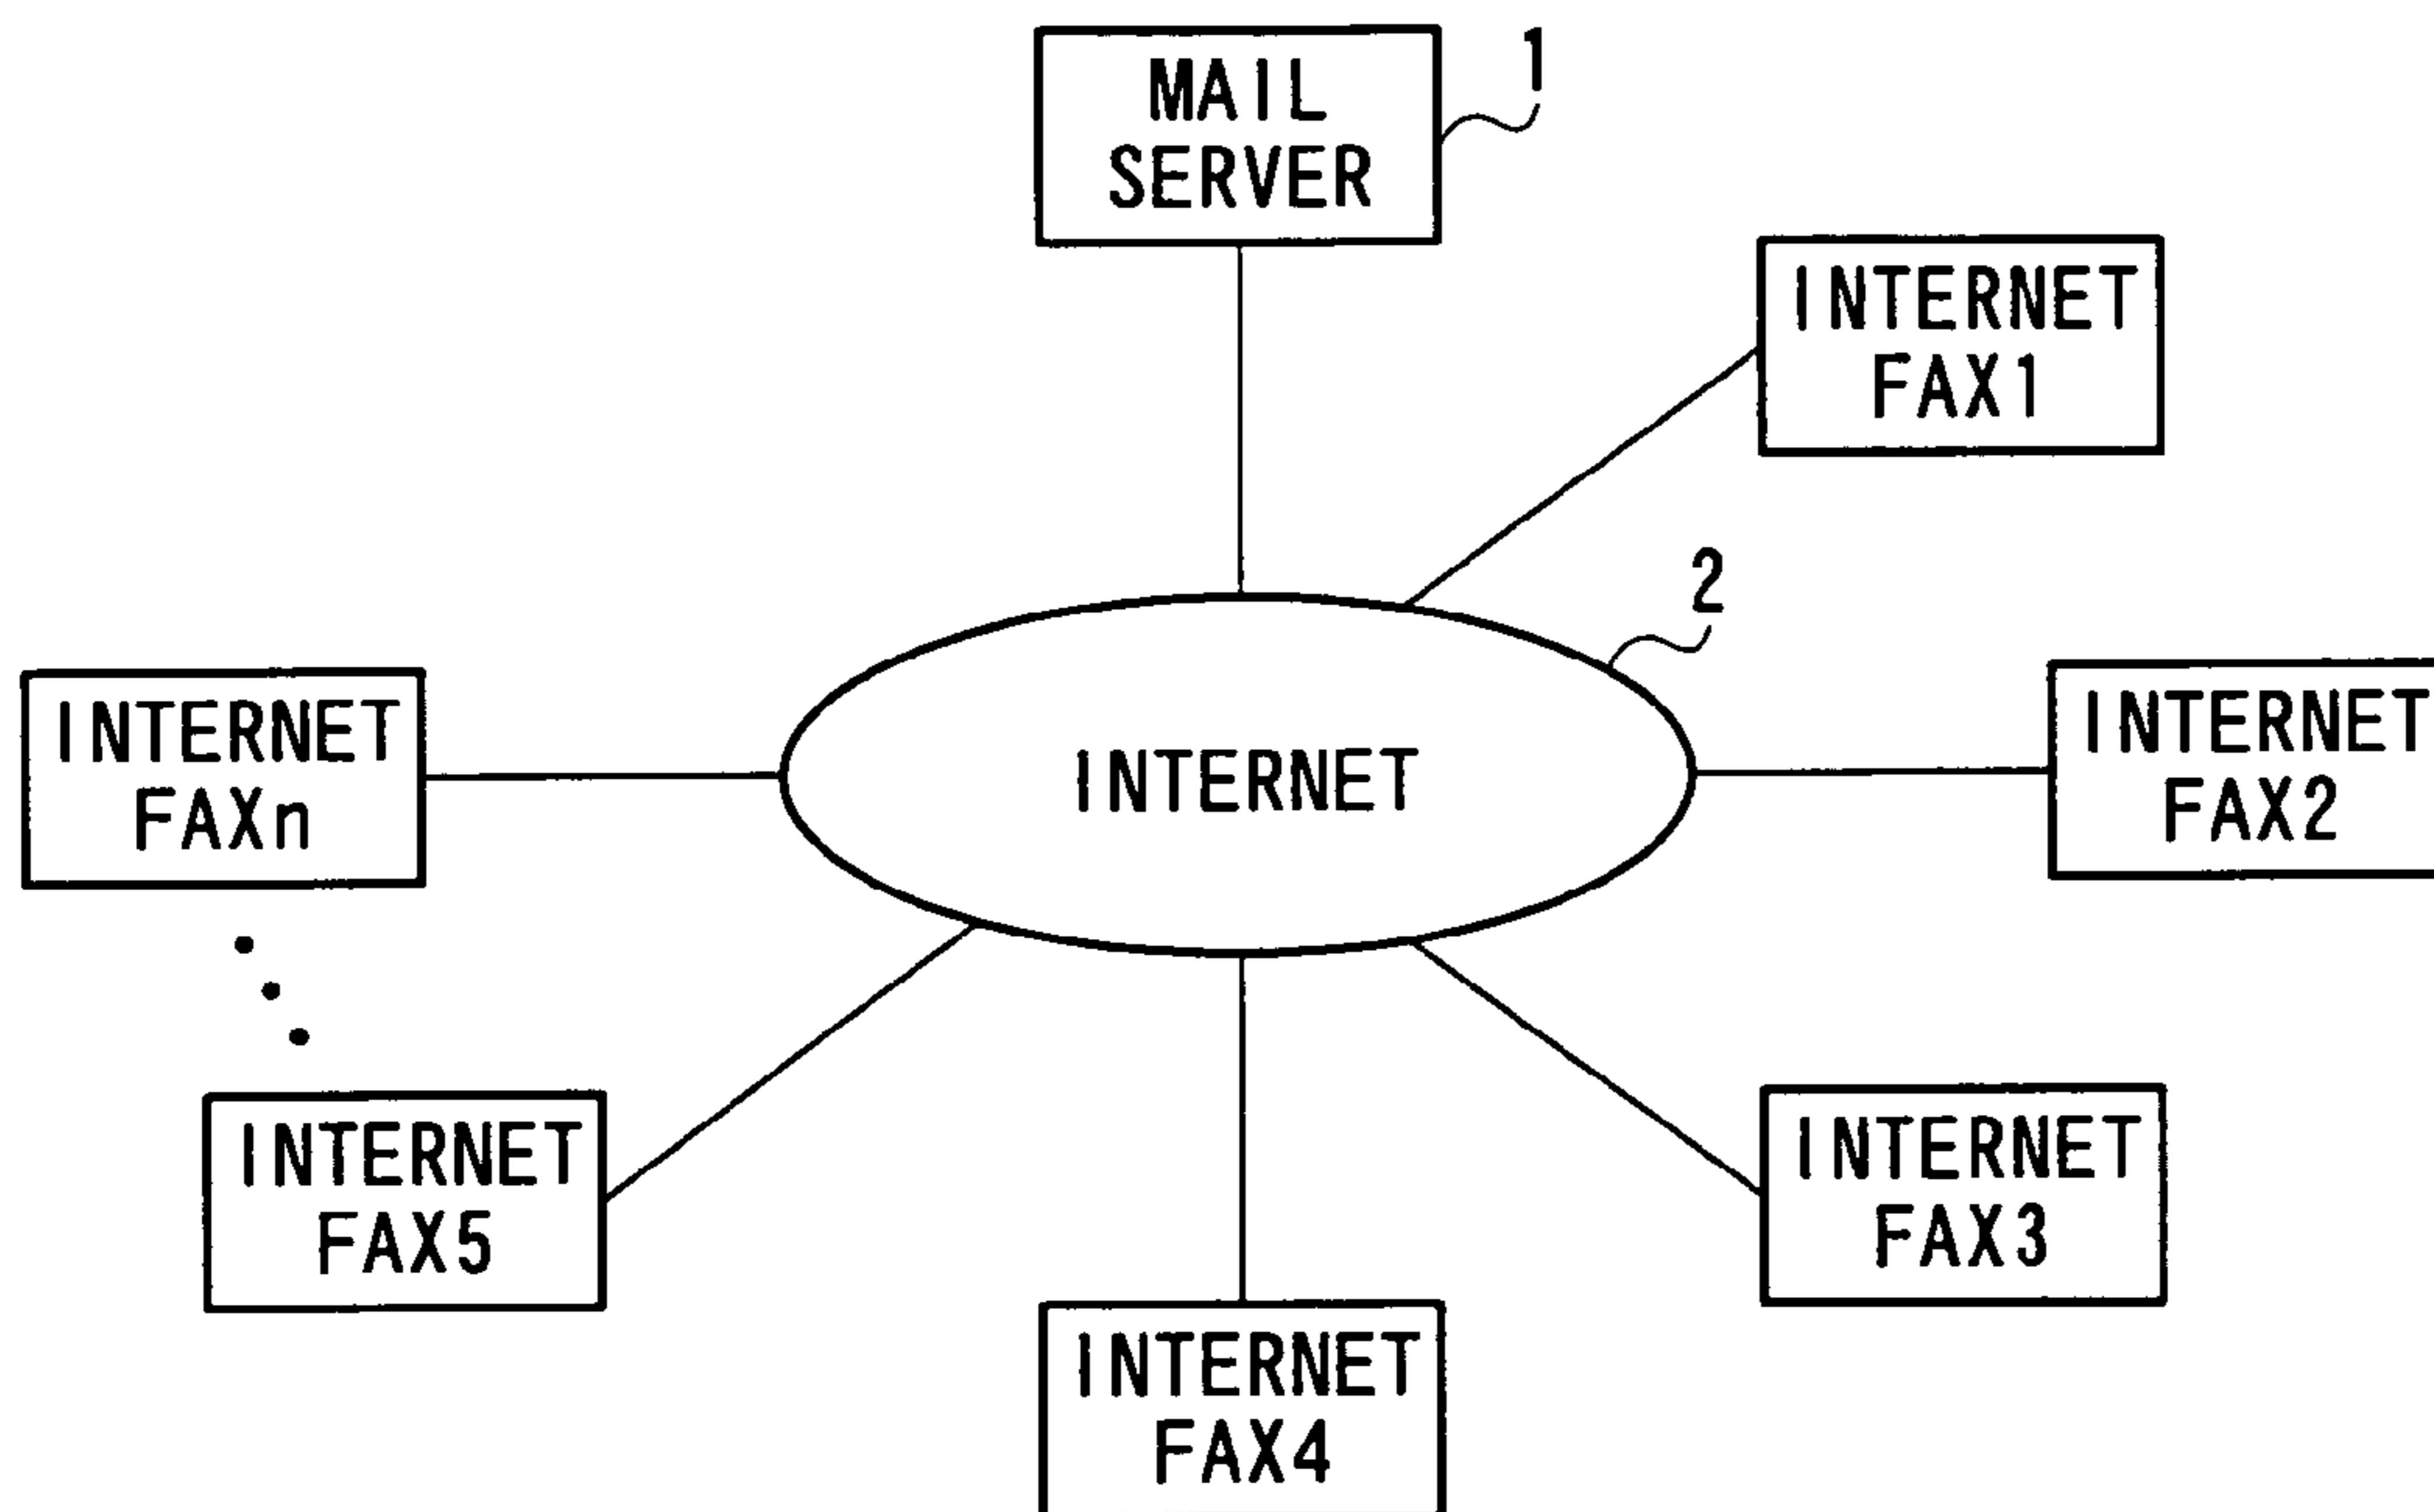 MAIL
SERVER
1
INTERNET
FAX1
2
INTERNET
FAXn
INTERNET
INTERNET
FAX2
INTERNET
FAX5
INTERNET
FAX3
INTERNET
FAX4